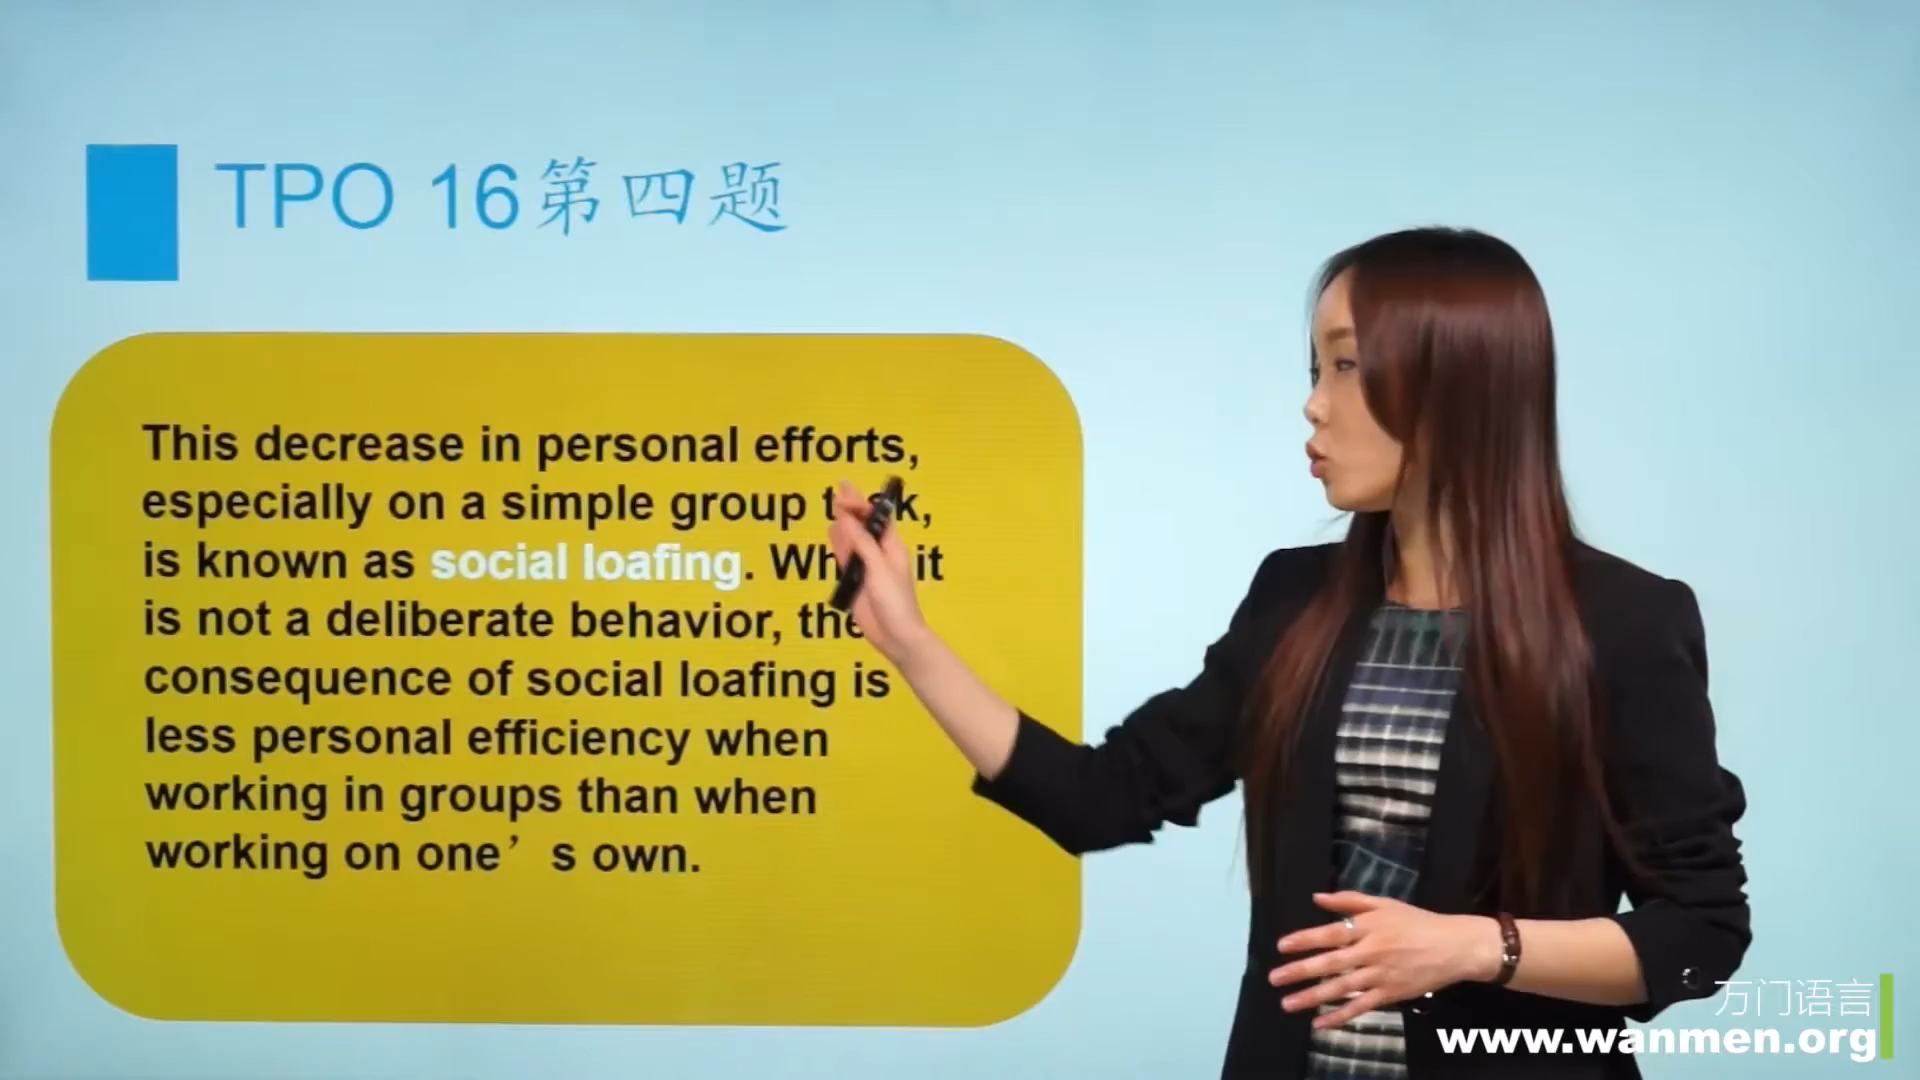 TPO 16第四题
This decrease in personal efforts,
especially on a simple group
is known as social loafing. it
is not a deliberate behavior, the
consequence of social loafing is
less personal efficiency when
working in groups than when
working on one’s own.
万门语言
www.wanmen.org